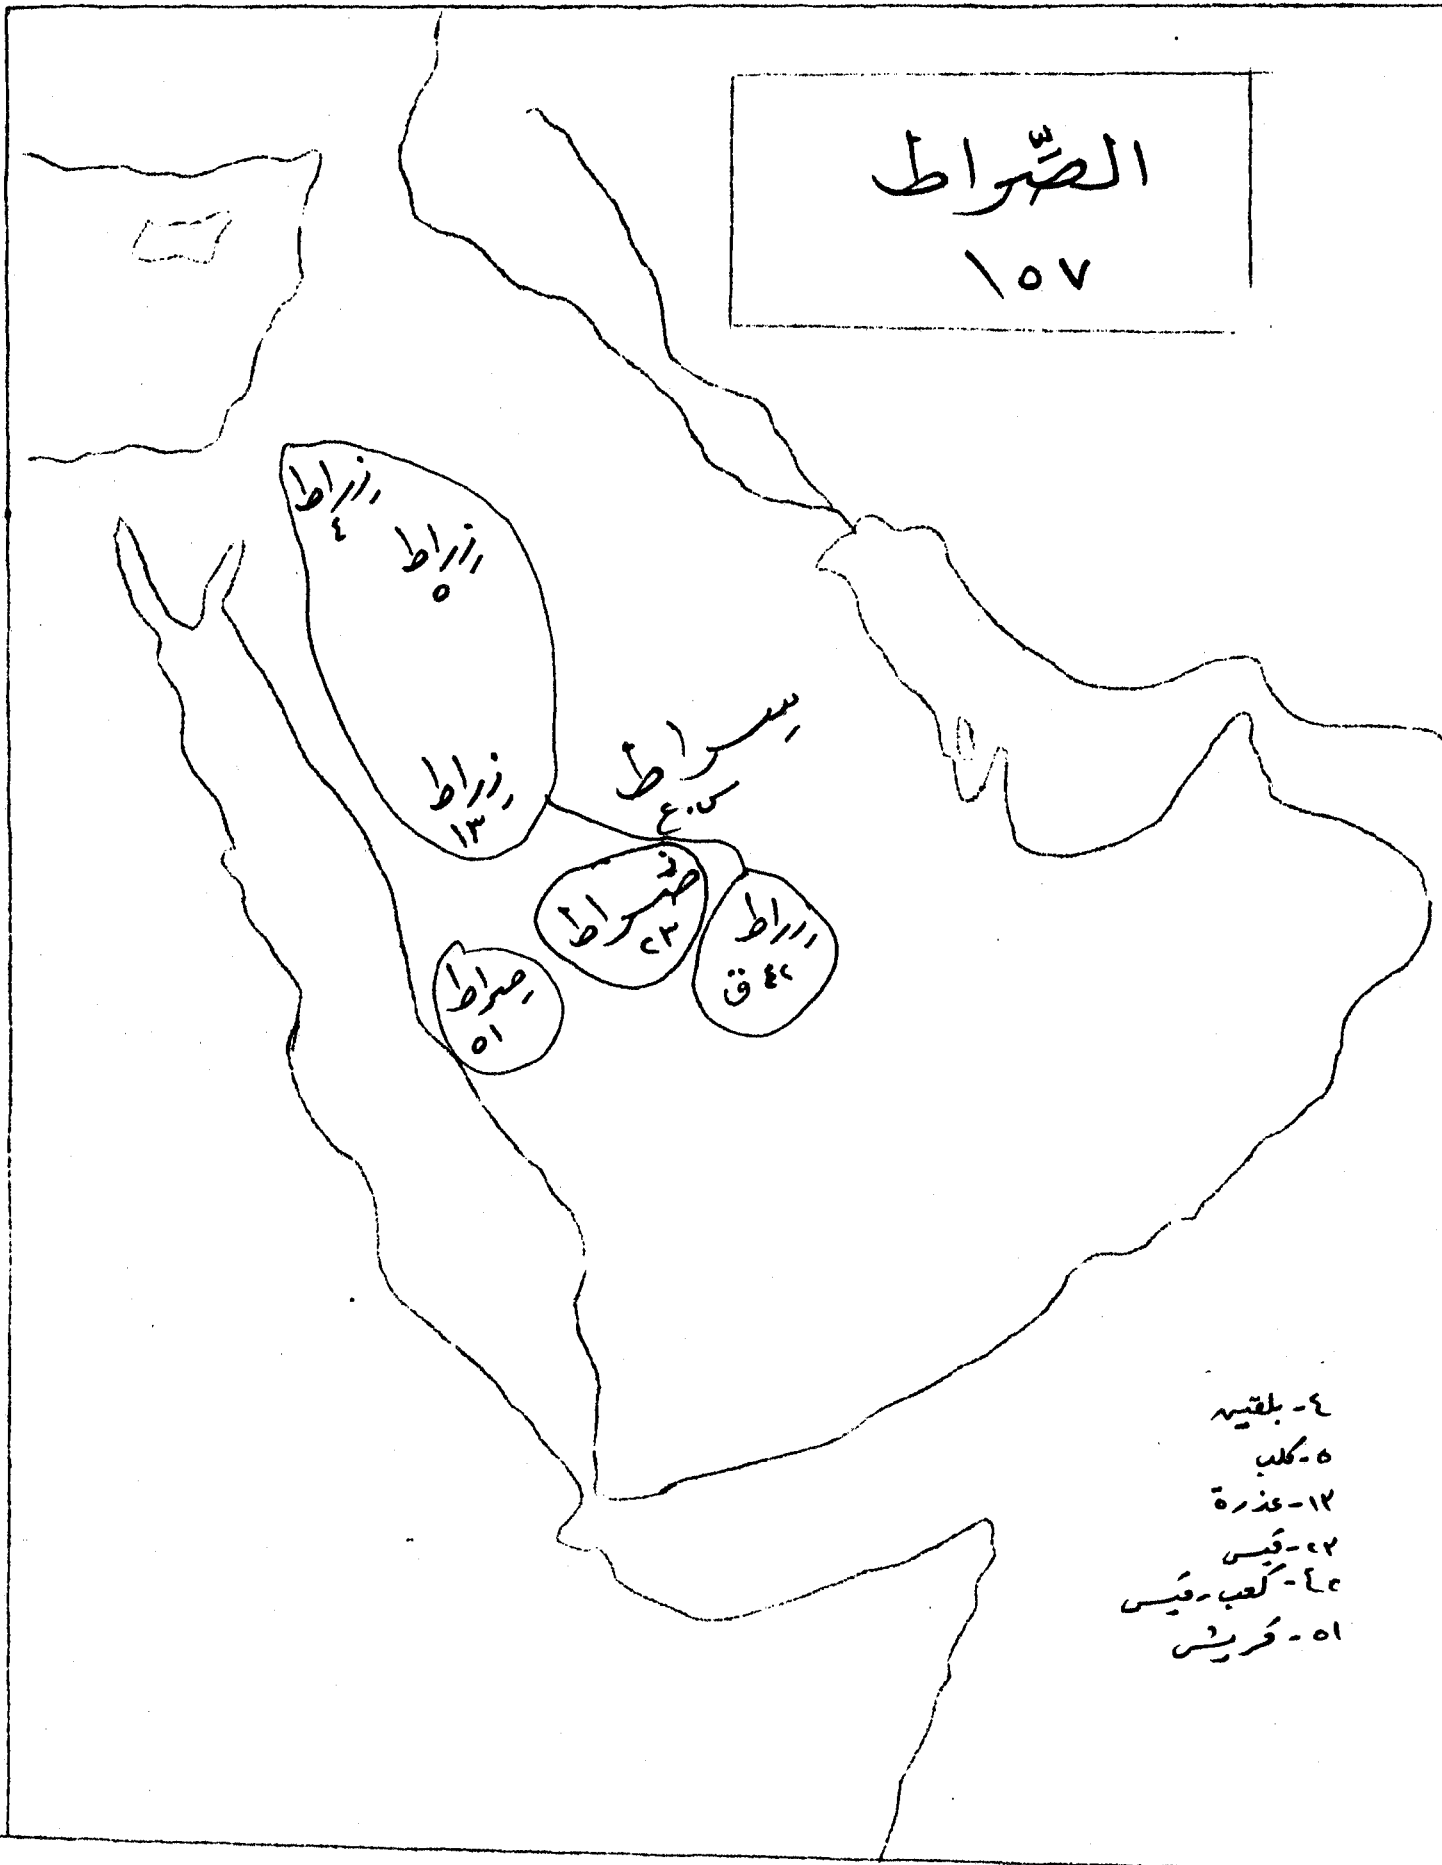 الصِّراط
١٥٧
زراط
٤
زراط
٥
سراط
ك.ع
زراط
١٣
صراط
٢٣
زراط
٤٢ ق
صراط
٥١
٤- بلقين
٥- كلب
١٣- عذرة
٢٣- قيس
٤٢- كعب، قيس
٥١- قريش